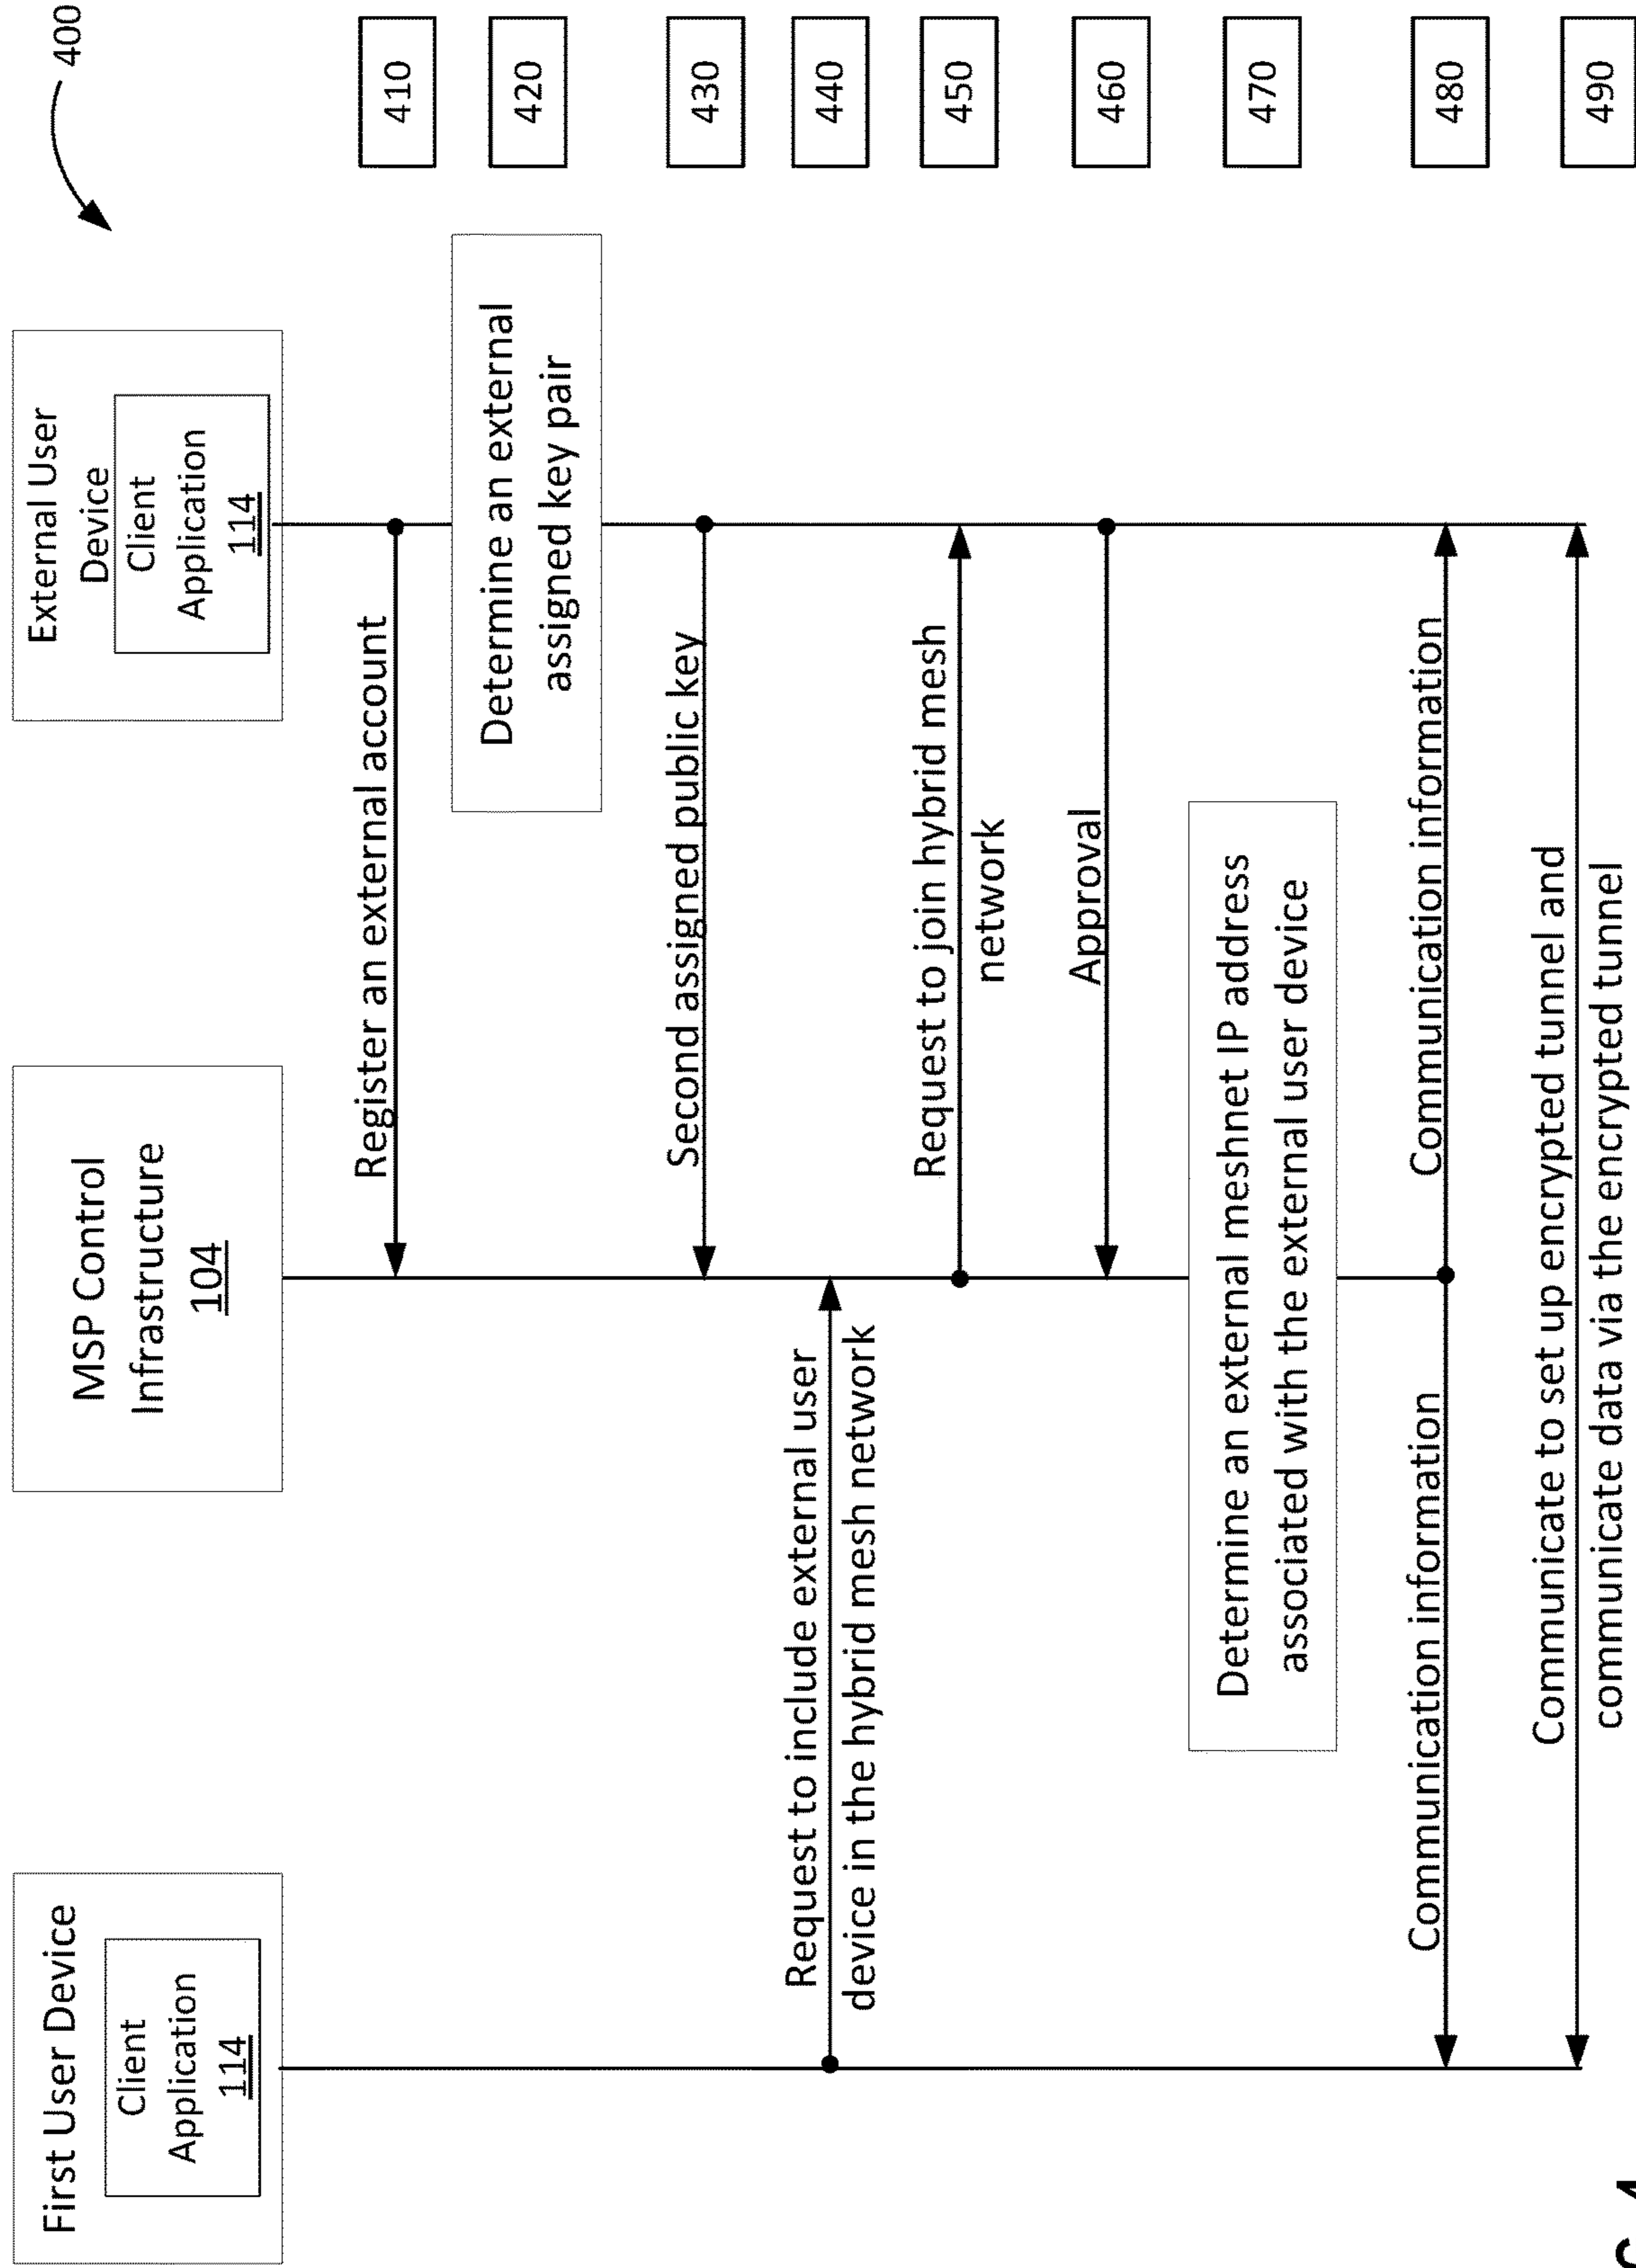 400
First User Device
Client
Application
114
MSP Control
Infrastructure
104
External User
Device
Client
Application
114
Register an external account
410
Determine an external
assigned key pair
420
Second assigned public key
430
Request to include external user
device in the hybrid mesh network
440
Request to join hybrid mesh
network
450
Approval
460
Determine an external meshnet IP address
associated with the external user device
470
Communication information
Communication information
480
Communicate to set up encrypted tunnel and
communicate data via the encrypted tunnel
490